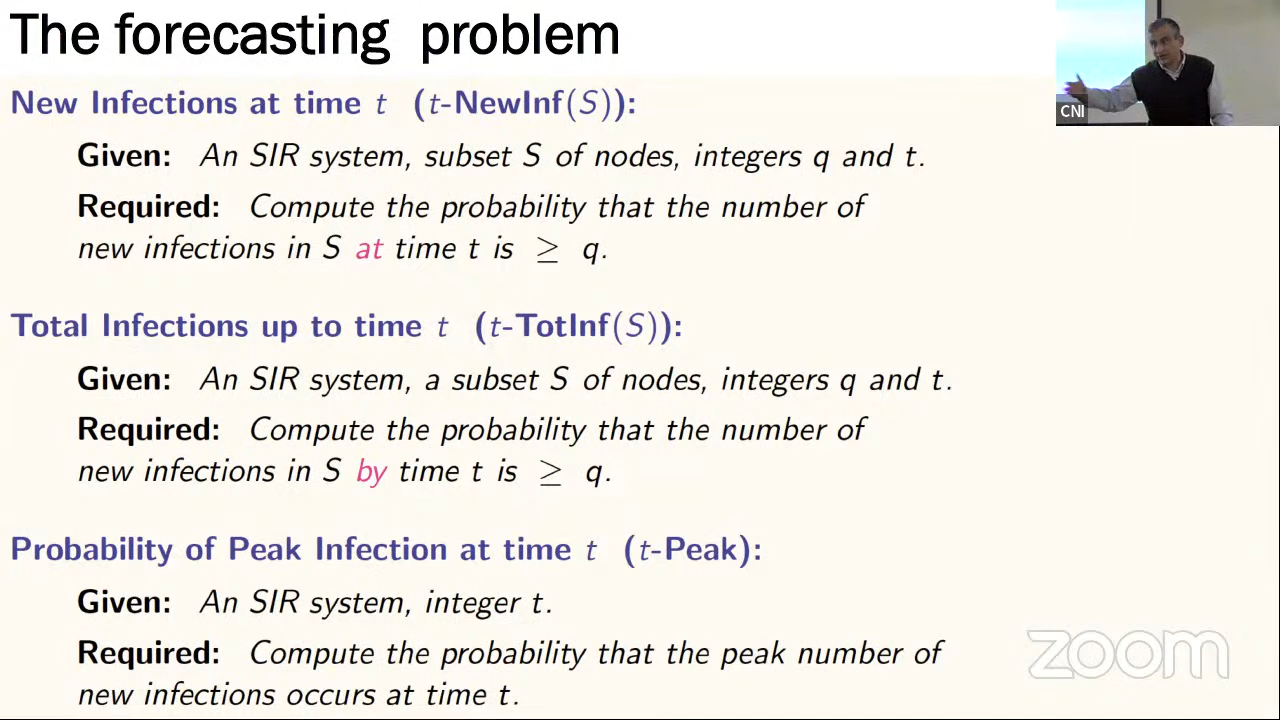 The forecasting problem
New Infections at time t (t-NewInf(S)):
Given: An SIR system, subset S of nodes, integers q and t.
Required: Compute the probability that the number of
new infections in S at time t is ≥ q.
Total Infections up to time t (t-TotInf(S)):
Given: An SIR system, a subset S of nodes, integers q and t.
Required: Compute the probability that the number of
new infections in S by time t is ≥ q.
Probability of Peak Infection at time t (t-Peak):
Given: An SIR system, integer t.
Required: Compute the probability that the peak number of
new infections occurs at time t.
CNI
zoom